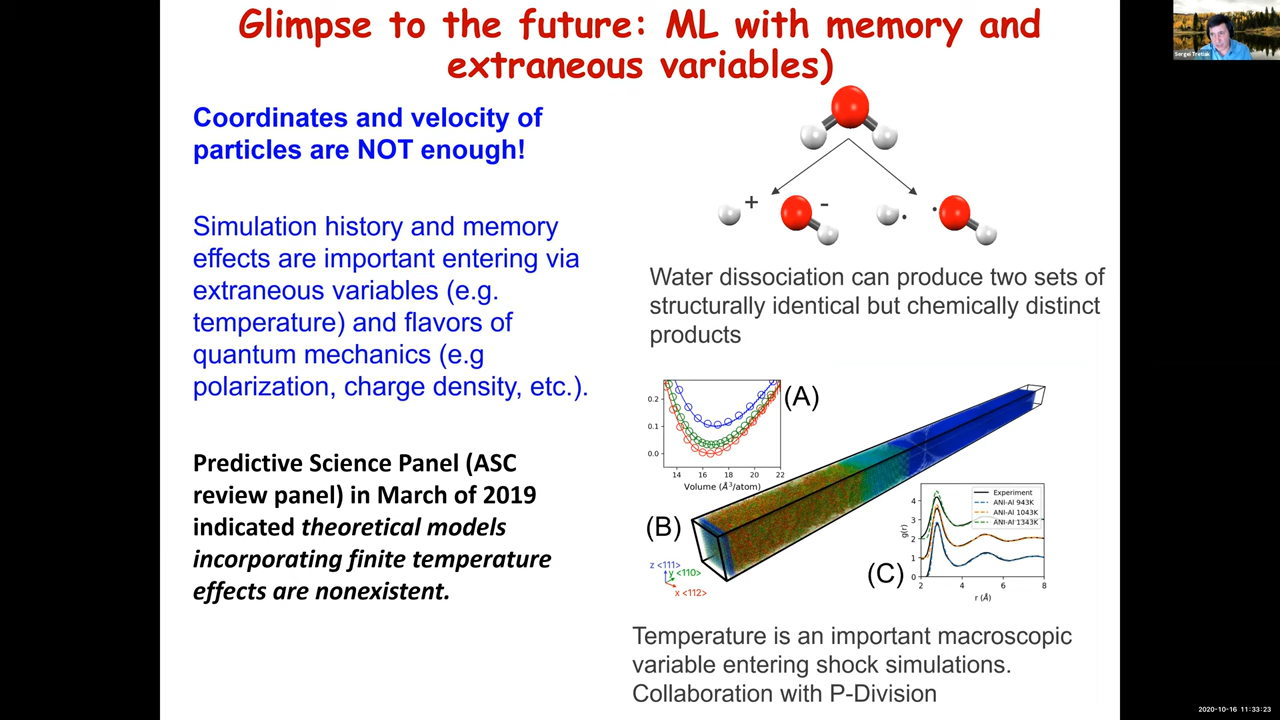 Glimpse to the future: ML with memory and
extraneous variables)
Sergei Tretiak
Coordinates and velocity of
particles are NOT enough!
Simulation history and memory
effects are important entering via
extraneous variables (e.g.
temperature) and flavors of
quantum mechanics (e.g
polarization, charge density, etc.).
Predictive Science Panel (ASC
review panel) in March of 2019
indicated theoretical models
incorporating finite temperature
effects are nonexistent.
+ -
Water dissociation can produce two sets of
structurally identical but chemically distinct
products
(A)
0.2
0.1
0.0
14 16 18 20 22
Volume (Å³/atom)
(B)
z <111>
y <110>
x <112>
(C)
Experiment
ANI-Al 943K
ANI-Al 1043K
ANI-Al 1343K
g(r)
4
3
2
1
0
2 4 6 8
r (Å)
Temperature is an important macroscopic
variable entering shock simulations.
Collaboration with P-Division
2020-10-16 11:33:23